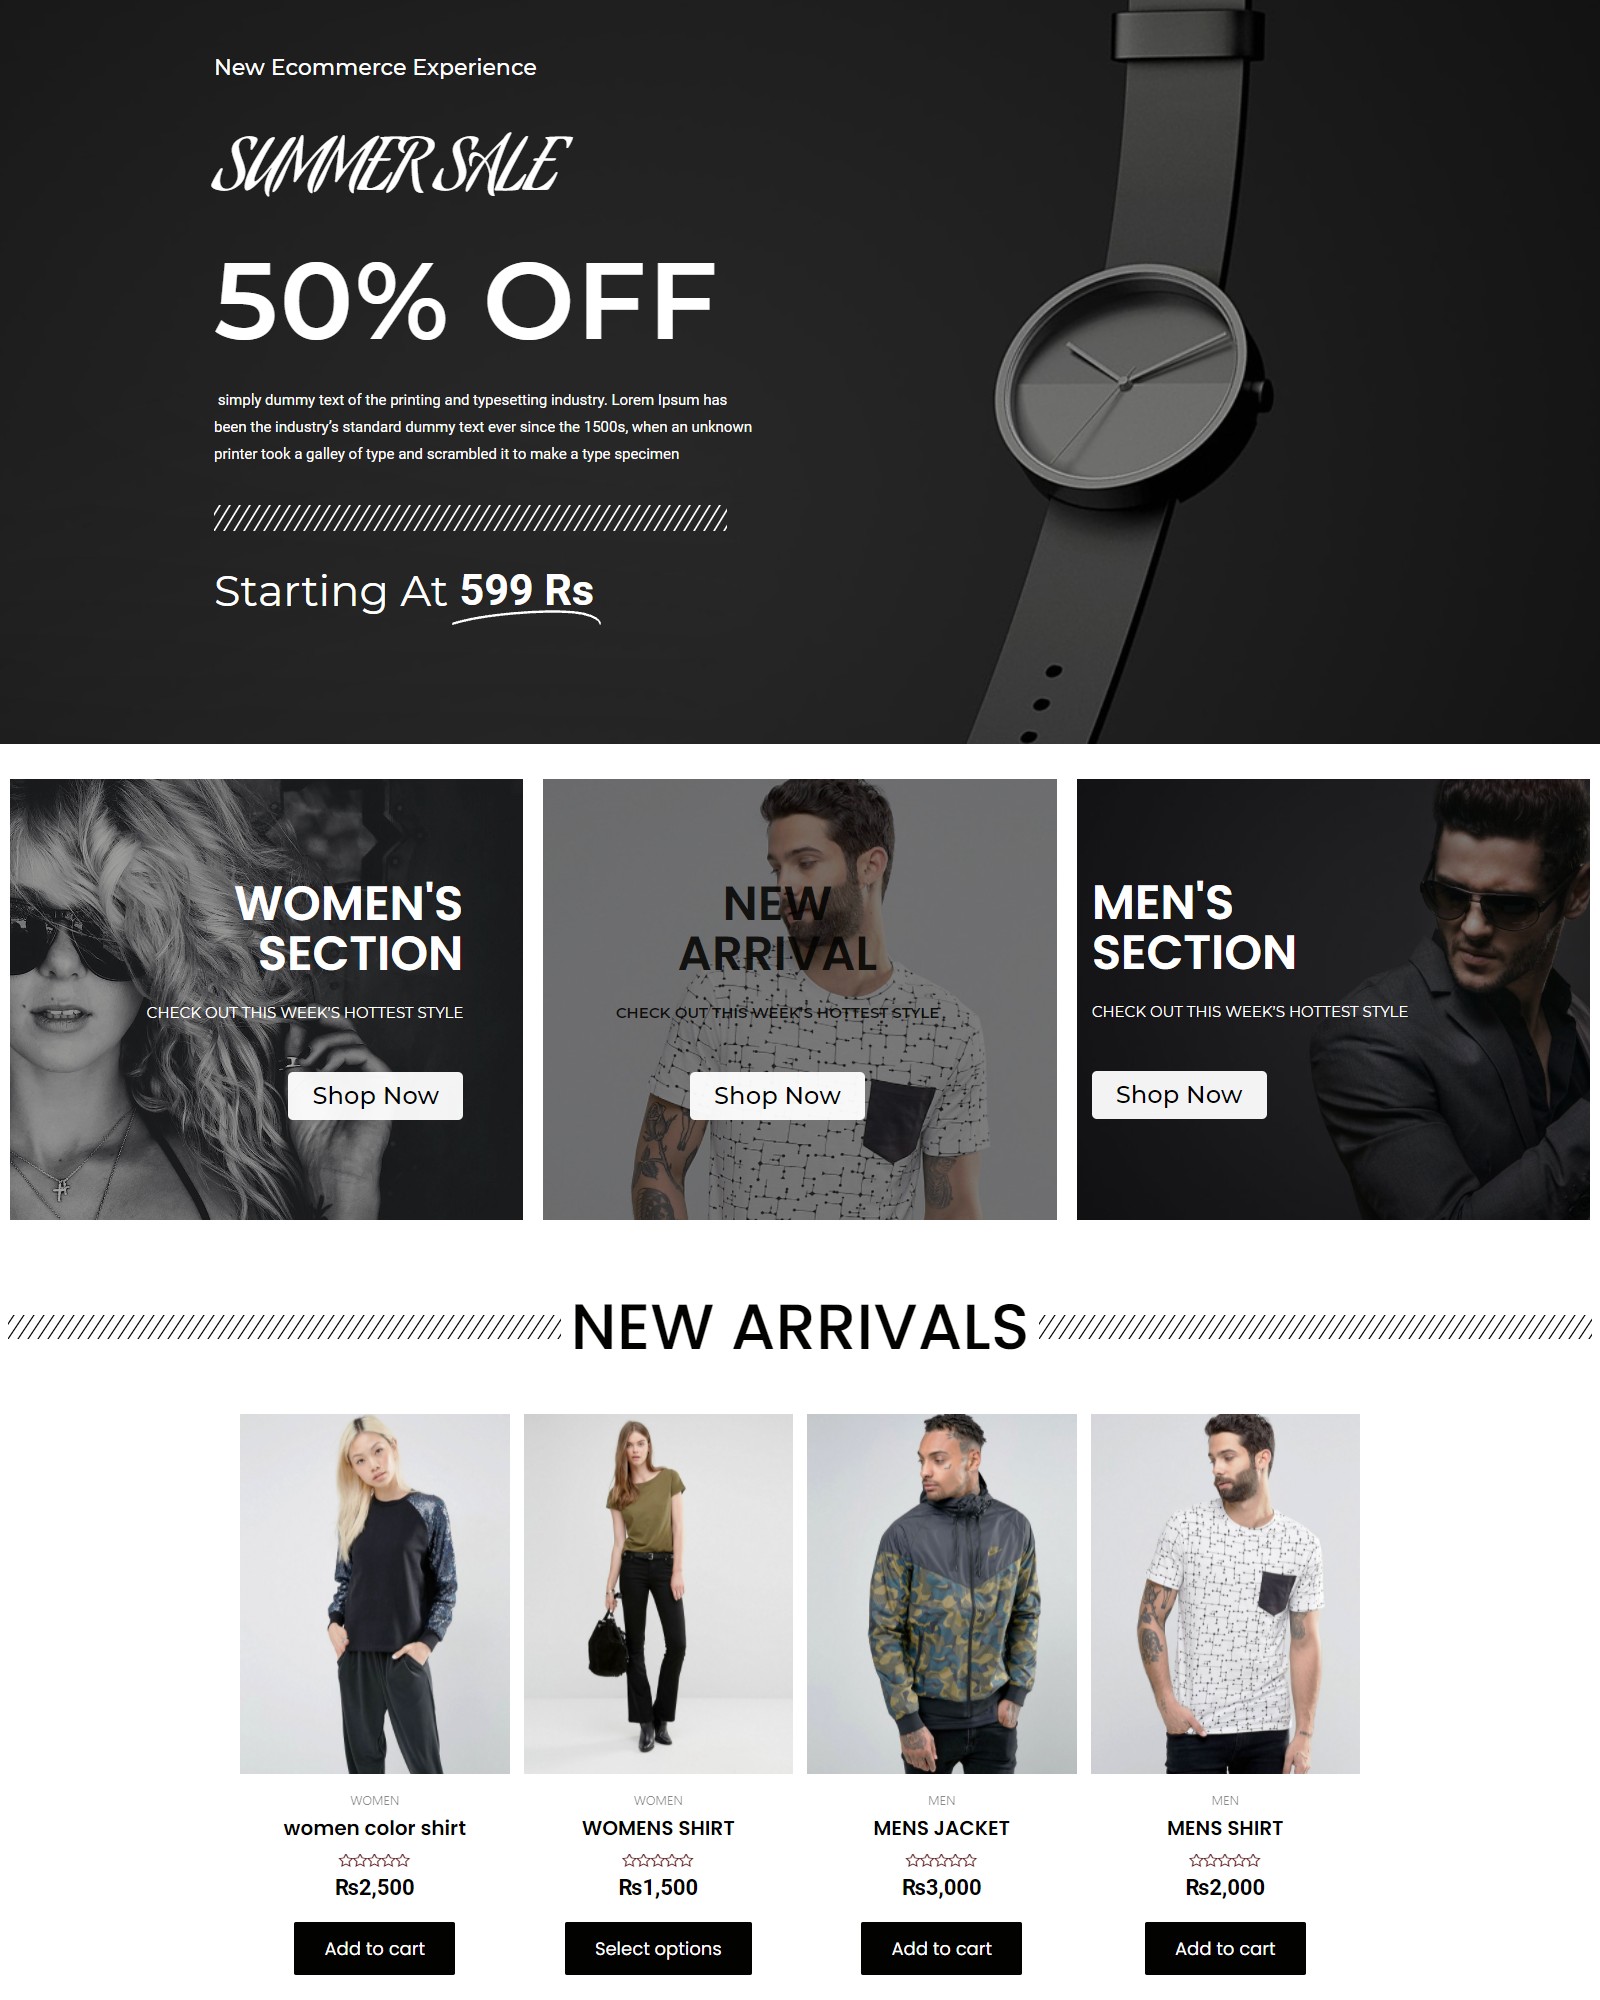 New Ecommerce Experience
SUMMER SALE
50% OFF
simply dummy text of the printing and typesetting industry. Lorem Ipsum has
been the industry’s standard dummy text ever since the 1500s, when an unknown
printer took a galley of type and scrambled it to make a type specimen
Starting At 599 Rs
WOMEN'S
SECTION
CHECK OUT THIS WEEK'S HOTTEST STYLE
Shop Now
NEW
ARRIVAL
CHECK OUT THIS WEEK'S HOTTEST STYLE
Shop Now
MEN'S
SECTION
CHECK OUT THIS WEEK'S HOTTEST STYLE
Shop Now
NEW ARRIVALS
WOMEN
women color shirt
₨2,500
Add to cart
WOMEN
WOMENS SHIRT
₨1,500
Select options
MEN
MENS JACKET
₨3,000
Add to cart
MEN
MENS SHIRT
₨2,000
Add to cart